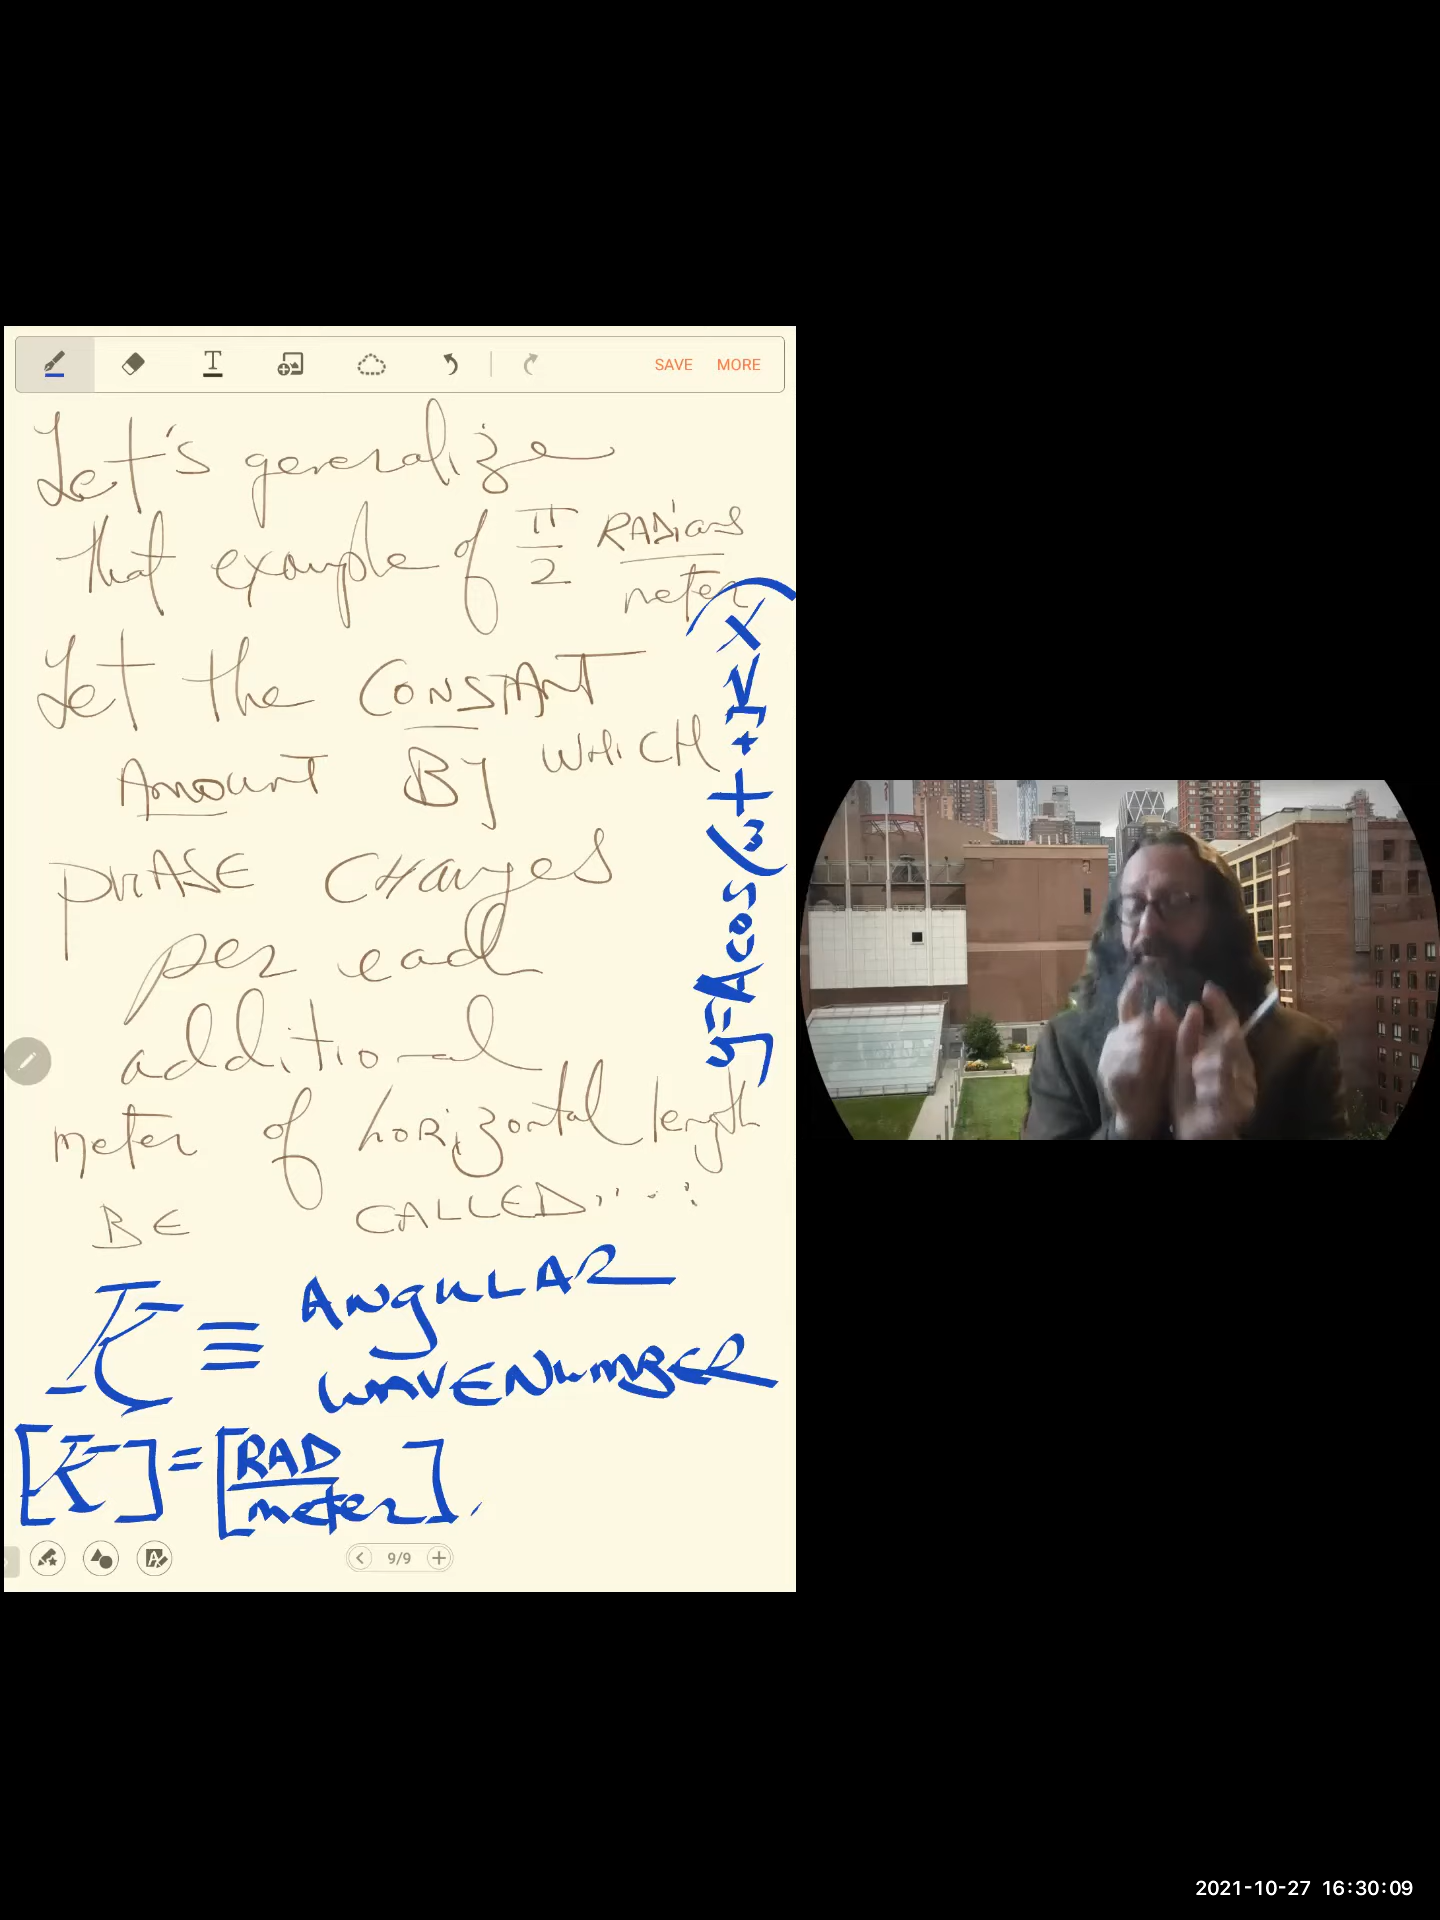 SAVE MORE
Let's generalize
that example of π/2 RADians/meter
Let the CONSTANT
AMOUNT By WHiCH
pHASE CHanges
per each
additional
meter of horizontal length
BE CALLED.....
K ≡ ANgULAR
WAVENumBER
[K] = [RAD/meter].
y=Acos(ωt+Kx)
9/9
2021-10-27 16:30:09